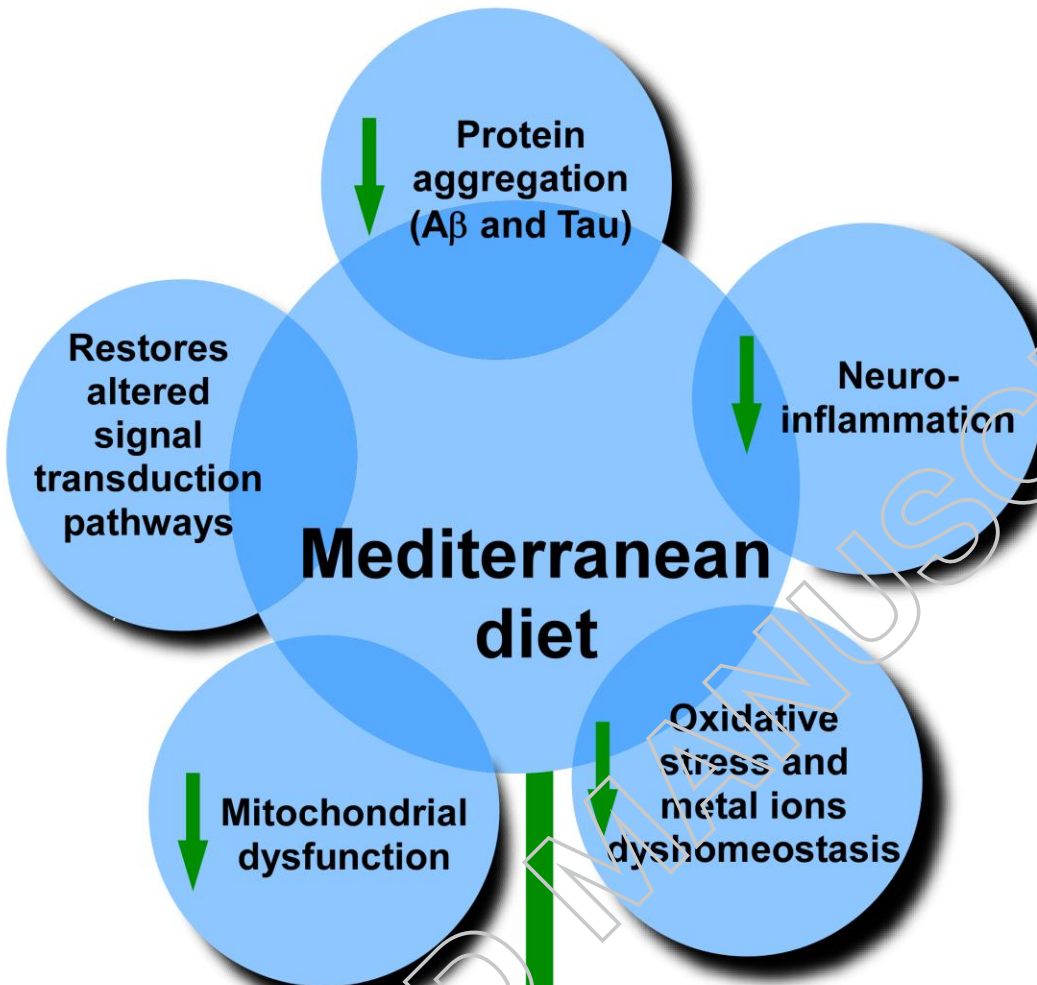 Protein
aggregation
(Aβ and Tau)
Neuro-
inflammation
Restores
altered
signal
transduction
pathways
Mediterranean
diet
Oxidative
stress and
metal ions
dyshomeostasis
Mitochondrial
dysfunction